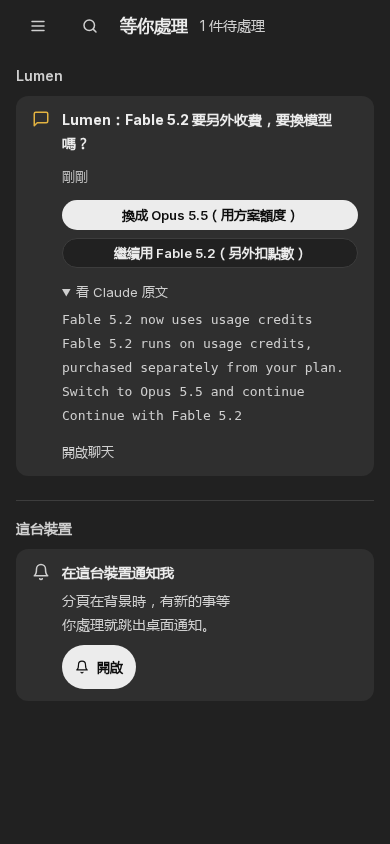 等你處理 1 件待處理
Lumen
Lumen：Fable 5.2 要另外收費，要換模型
嗎？
剛剛
換成 Opus 5.5（用方案額度）
繼續用 Fable 5.2（另外扣點數）
▼ 看 Claude 原文
Fable 5.2 now uses usage credits
Fable 5.2 runs on usage credits,
purchased separately from your plan.
Switch to Opus 5.5 and continue
Continue with Fable 5.2
開啟聊天
這台裝置
在這台裝置通知我
分頁在背景時，有新的事等
你處理就跳出桌面通知。
開啟